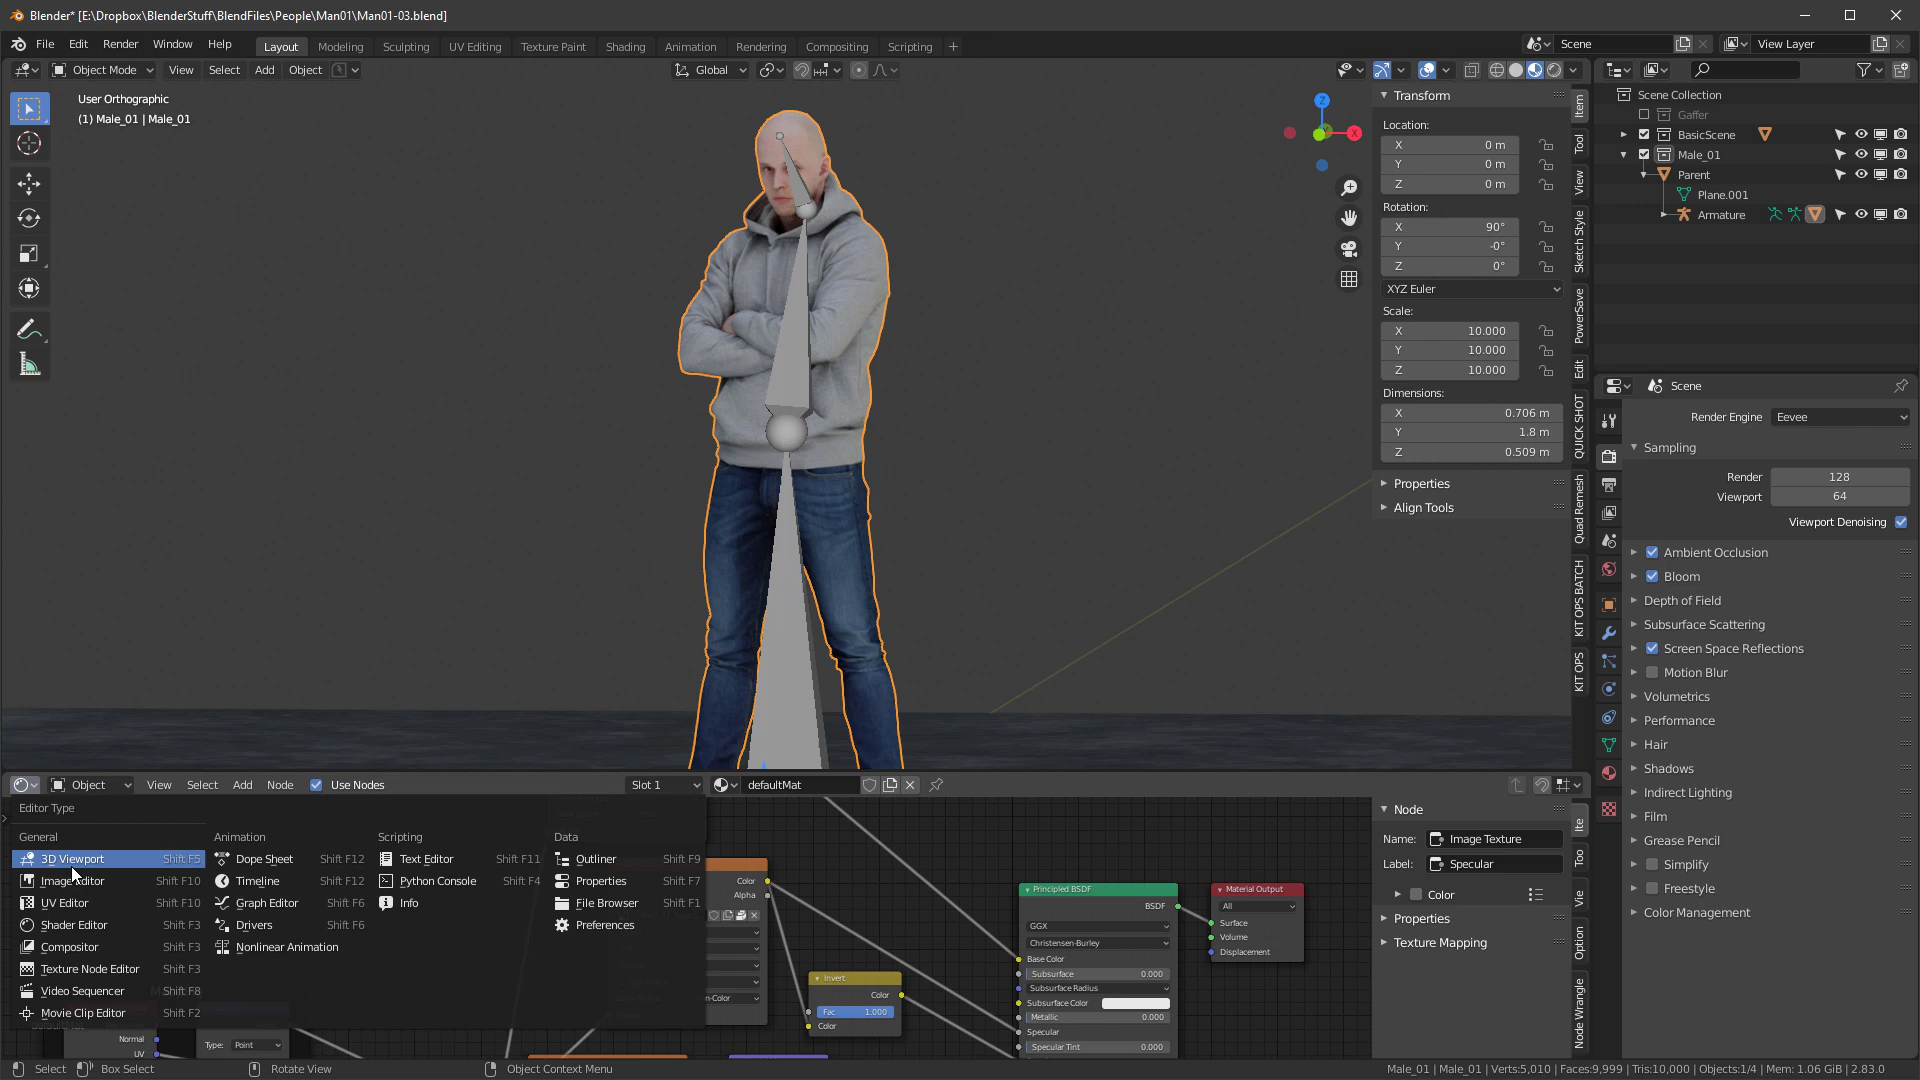 Blender* [E:\Dropbox\BlenderStuff\BlendFiles\People\Man01\Man01-03.blend]
File Edit Render Window Help Layout Modeling Sculpting UV Editing Texture Paint Shading Animation Rendering Compositing Scripting + Scene View Layer
Object Mode View Select Add Object Global
User Orthographic
(1) Male_01 | Male_01
Z
X
Transform
Location:
X 0 m
Y 0 m
Z 0 m
Rotation:
X 90°
Y -0°
Z 0°
XYZ Euler
Scale:
X 10.000
Y 10.000
Z 10.000
Dimensions:
X 0.706 m
Y 1.8 m
Z 0.509 m
Properties
Align Tools
Item
Tool
View
Sketch Style
PowerSave
Edit
QUICK SHOT
Quad Remesh
KIT OPS BATCH
KIT OPS
Scene Collection
Gaffer
BasicScene
Male_01
Parent
Plane.001
Armature
Scene
Render Engine Eevee
Sampling
Render 128
Viewport 64
Viewport Denoising
Ambient Occlusion
Bloom
Depth of Field
Subsurface Scattering
Screen Space Reflections
Motion Blur
Volumetrics
Performance
Hair
Shadows
Indirect Lighting
Film
Grease Pencil
Simplify
Freestyle
Color Management
Object View Select Add Node Use Nodes Slot 1 defaultMat
Editor Type
General
3D Viewport Shift F5
Image Editor Shift F10
UV Editor Shift F10
Shader Editor Shift F3
Compositor Shift F3
Texture Node Editor Shift F3
Video Sequencer Shift F8
Movie Clip Editor Shift F2
Animation
Dope Sheet Shift F12
Timeline Shift F12
Graph Editor Shift F6
Drivers Shift F6
Nonlinear Animation
Scripting
Text Editor Shift F11
Python Console Shift F4
Info
Data
Outliner Shift F9
Properties Shift F7
File Browser Shift F1
Preferences
Normal
UV
Type: Point
Color
Alpha
n-Color
Invert
Color
Fac 1.000
Color
Principled BSDF
BSDF
GGX
Christensen-Burley
Base Color
Subsurface 0.000
Subsurface Radius
Subsurface Color
Metallic 0.000
Specular
Specular Tint 0.000
Material Output
All
Surface
Volume
Displacement
Node
Name: Image Texture
Label: Specular
Color
Properties
Texture Mapping
Ite
Too
Vie
Option
Node Wrangle
Select Box Select Rotate View Object Context Menu Male_01 | Male_01 | Verts:5,010 | Faces:9,999 | Tris:10,000 | Objects:1/4 | Mem: 1.06 GiB | 2.83.0